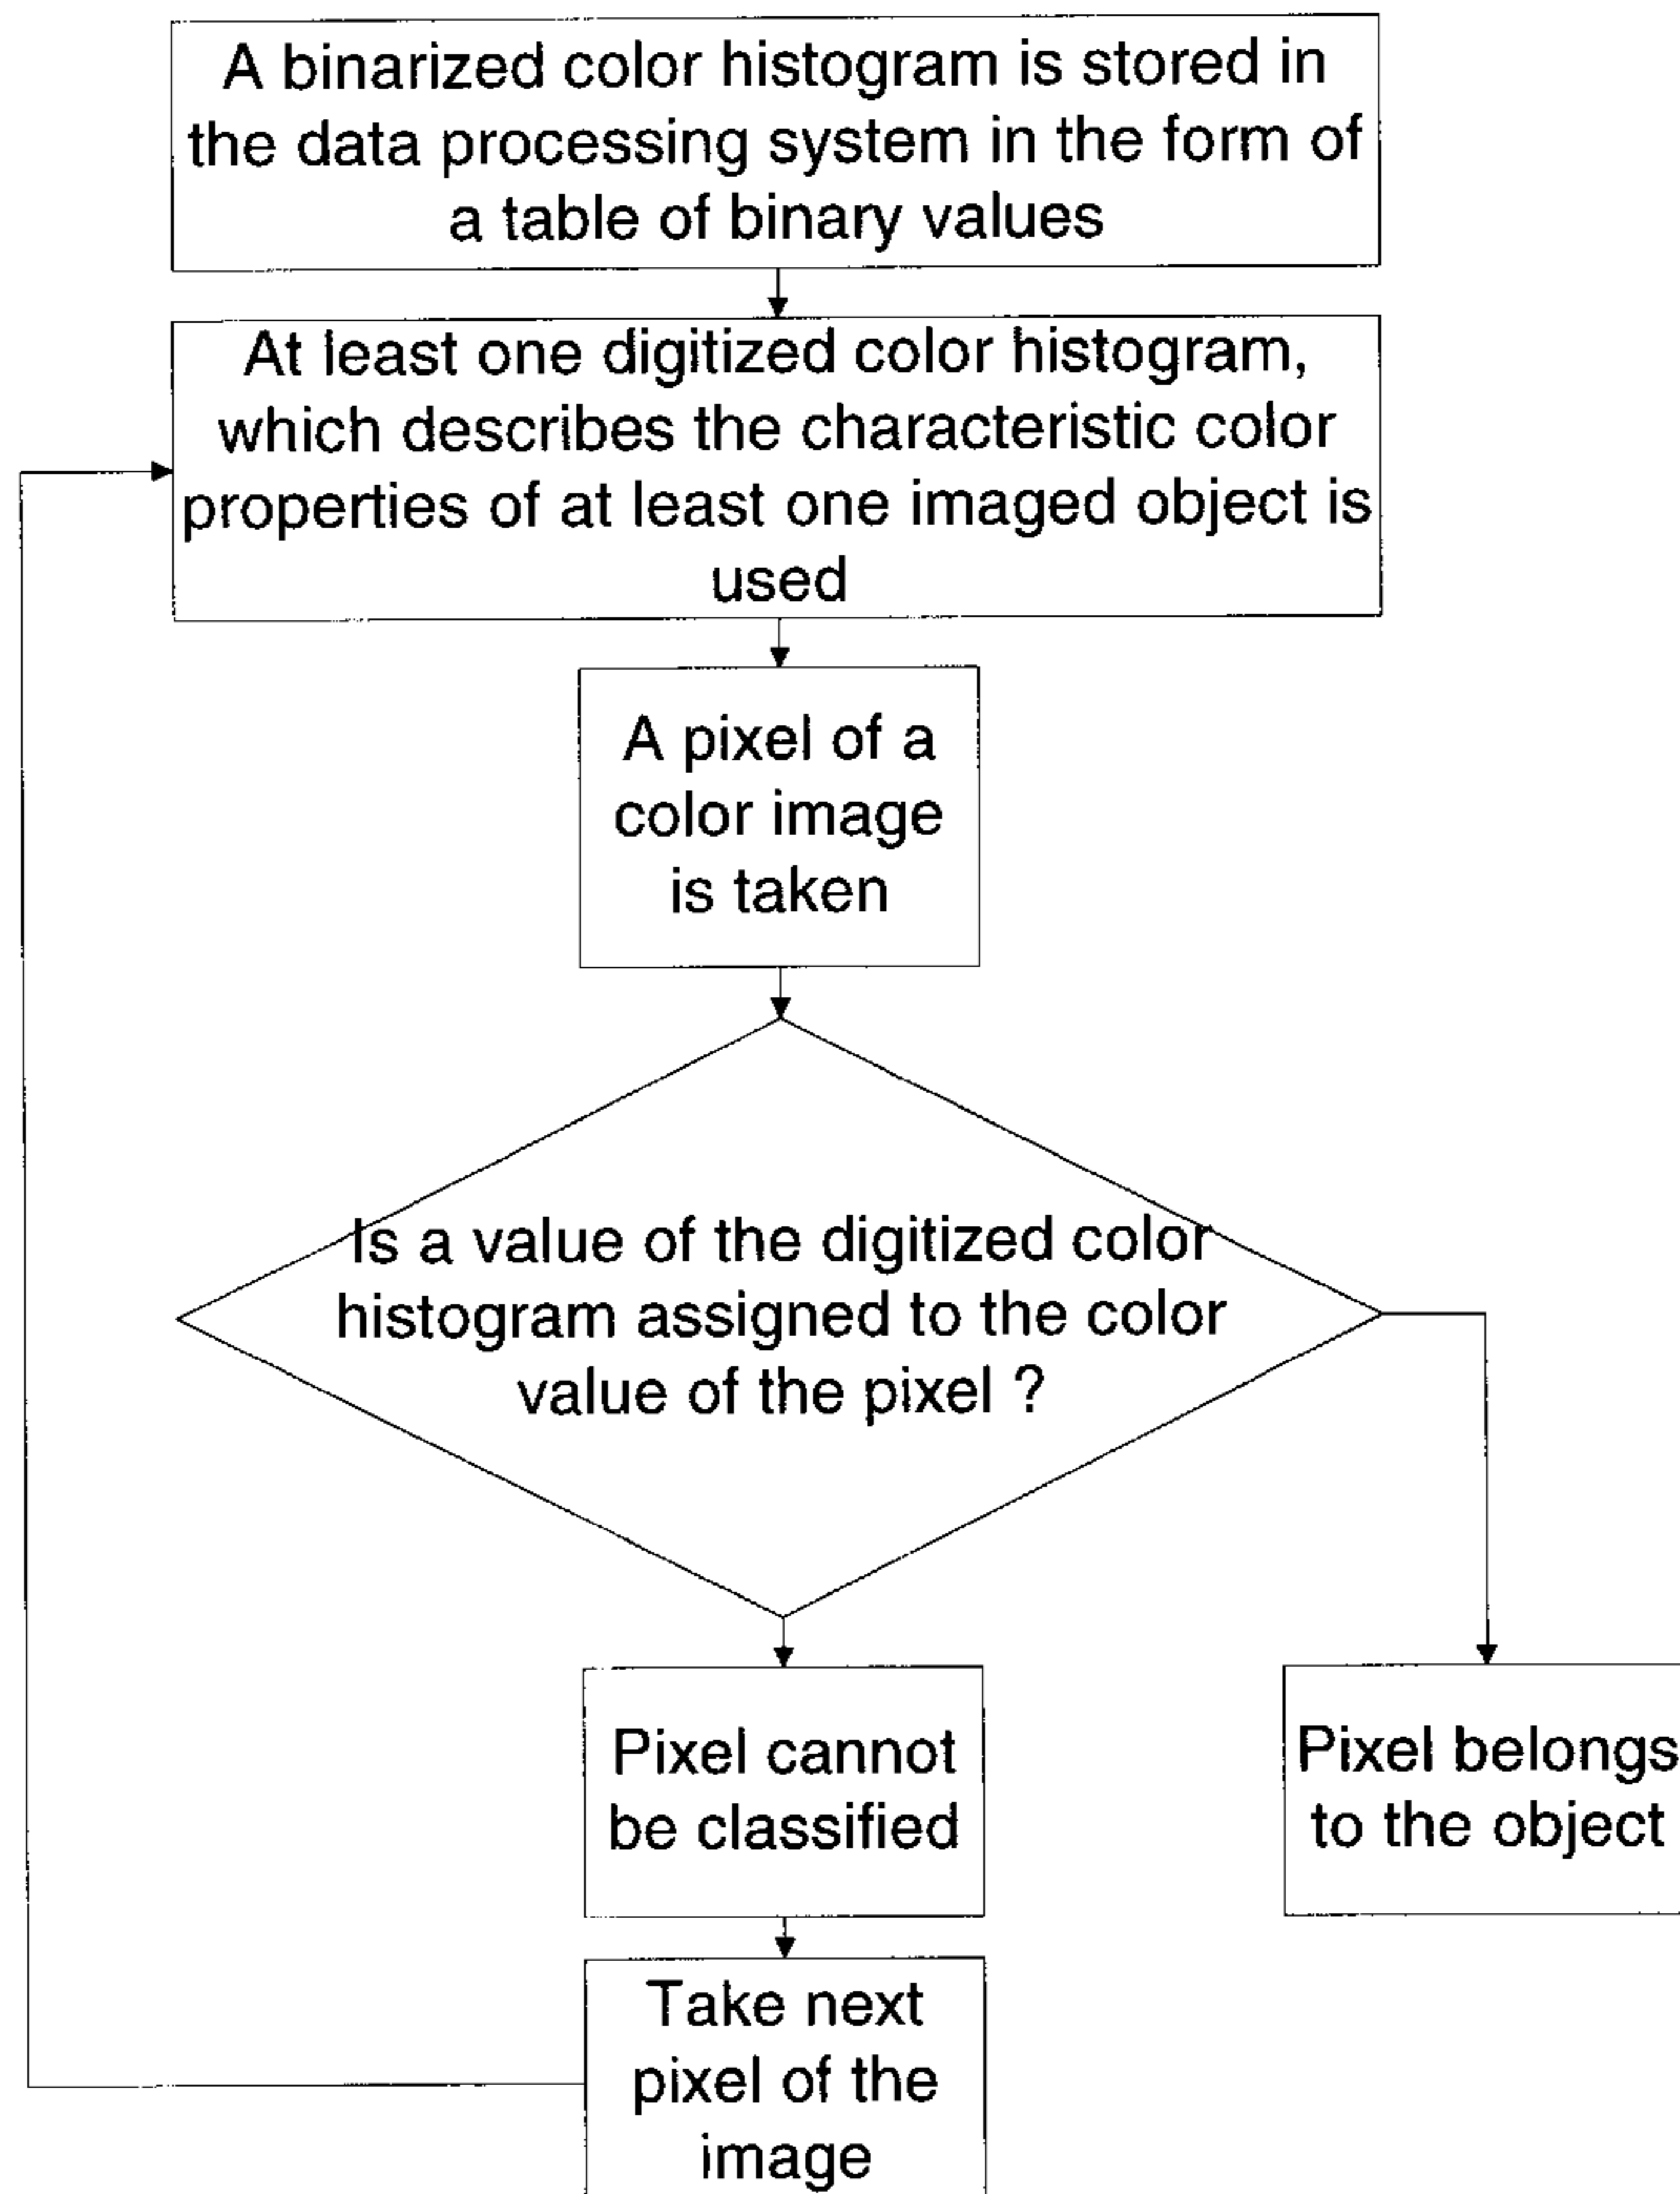 A binarized color histogram is stored in
the data processing system in the form of
a table of binary values
At least one digitized color histogram,
which describes the characteristic color
properties of at least one imaged object is
used
A pixel of a
color image
is taken
Is a value of the digitized color
histogram assigned to the color
value of the pixel ?
Pixel cannot
be classified
Pixel belongs
to the object
Take next
pixel of the
image